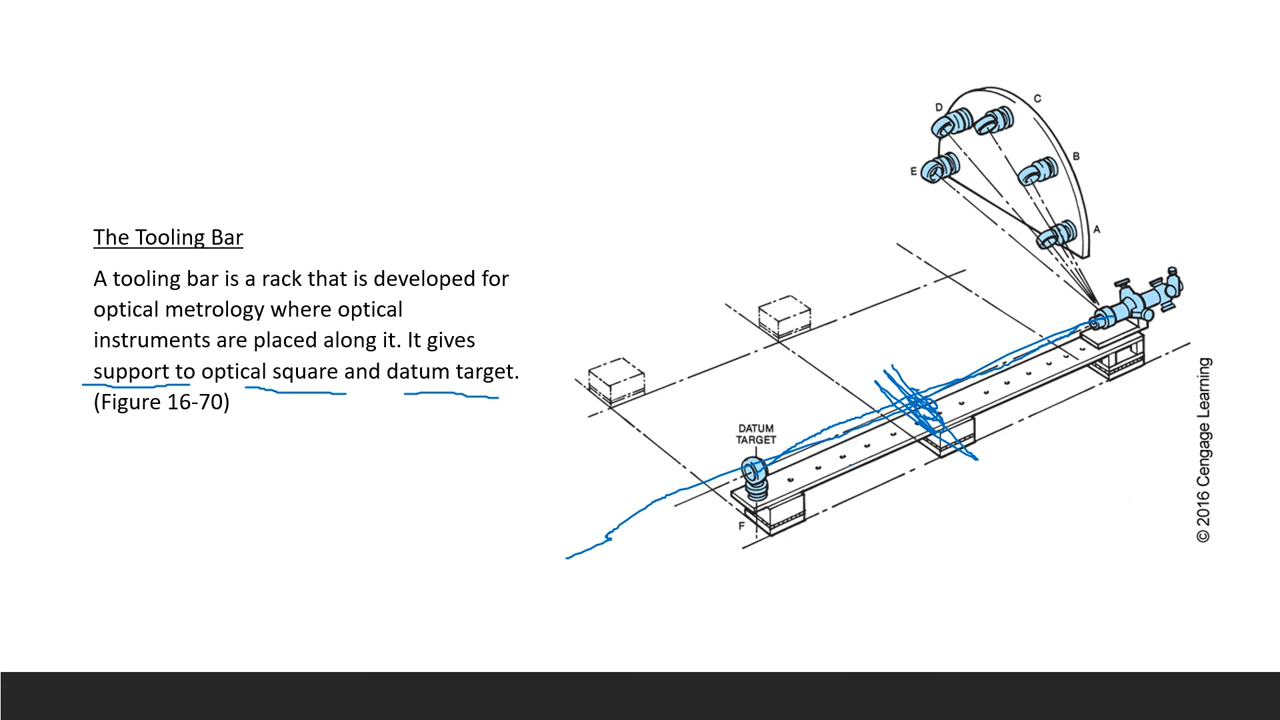 The Tooling Bar
A tooling bar is a rack that is developed for
optical metrology where optical
instruments are placed along it. It gives
support to optical square and datum target.
(Figure 16-70)
D
C
E
B
A
DATUM
TARGET
F
© 2016 Cengage Learning